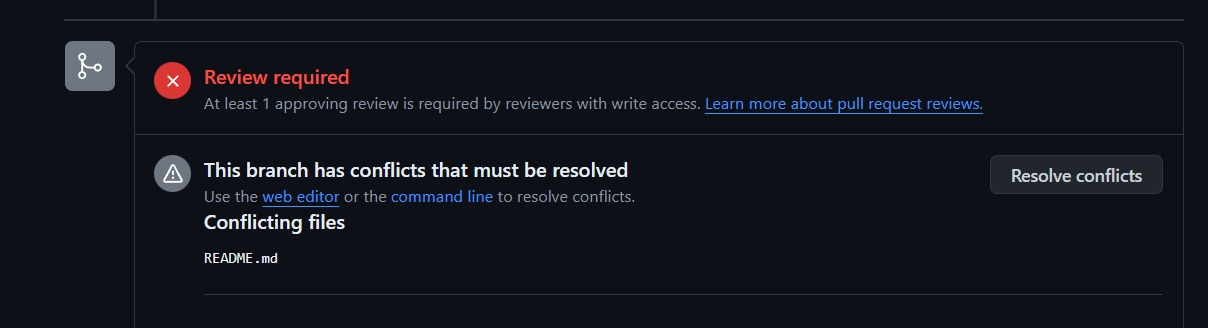 Review required
At least 1 approving review is required by reviewers with write access. Learn more about pull request reviews.
This branch has conflicts that must be resolved
Resolve conflicts
Use the web editor or the command line to resolve conflicts.
Conflicting files
README.md